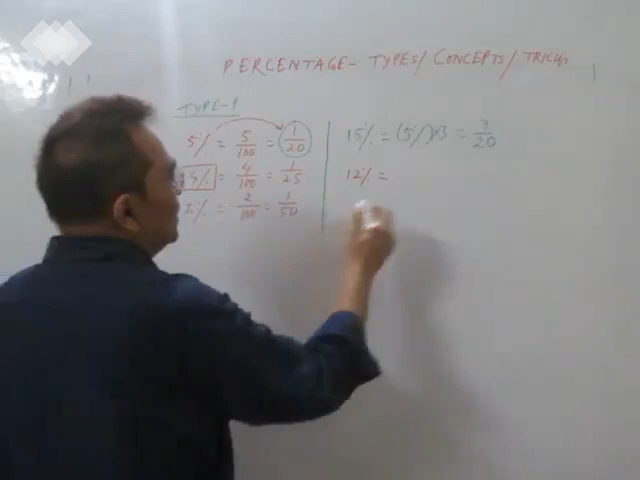 PERCENTAGE - TYPES / CONCEPTS / TRICKS
TYPE-1
5% = 5/100 = 1/20
4% = 4/100 = 1/25
2% = 2/100 = 1/50
15% = (5%)×3 = 3/20
12% =